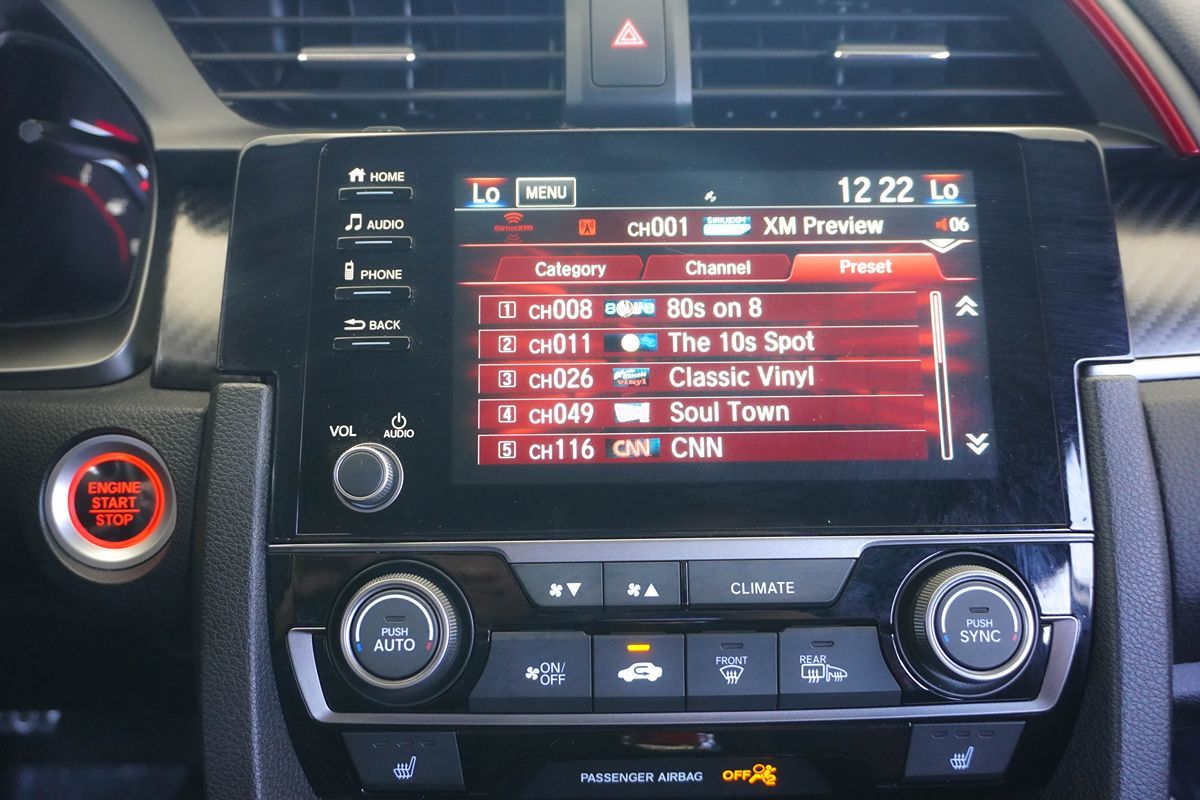 HOME
AUDIO
PHONE
BACK
VOL
AUDIO
Lo MENU 12 22 Lo
SiriusXM CH001 SIRIUSXM XM Preview 06
Category Channel Preset
1 CH008 80s on 8
2 CH011 The 10s Spot
3 CH026 Classic Vinyl
4 CH049 Soul Town
5 CH116 CNN CNN
ENGINE
START
STOP
CLIMATE
PUSH
AUTO
ON/
OFF
FRONT
REAR
PUSH
SYNC
PASSENGER AIRBAG OFF